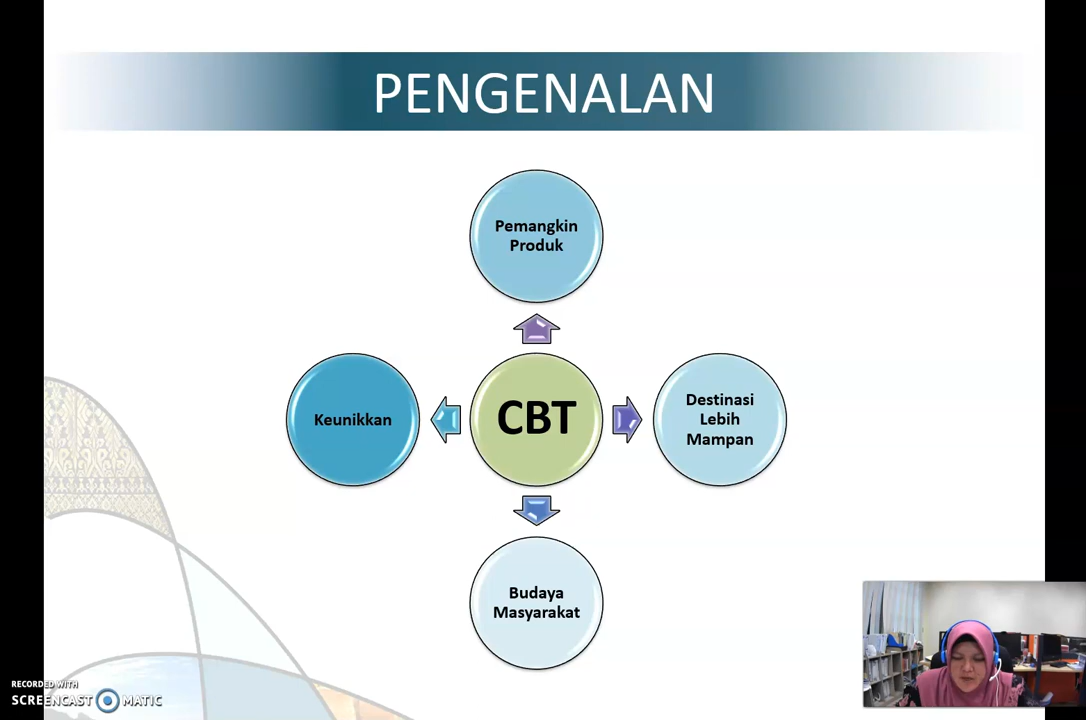 PENGENALAN
Pemangkin
Produk
Keunikkan
CBT
Destinasi
Lebih
Mampan
Budaya
Masyarakat
RECORDED WITH
SCREENCAST MATIC